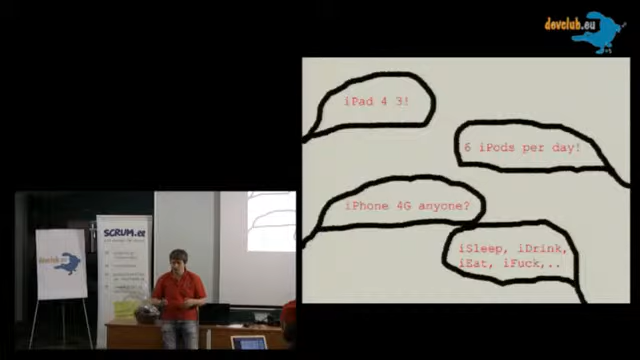 devclub.eu
iPad 4 3!
6 iPods per day!
iPhone 4G anyone?
iSleep, iDrink,
iEat, iFuck,..
SCRUM.ee
devclub